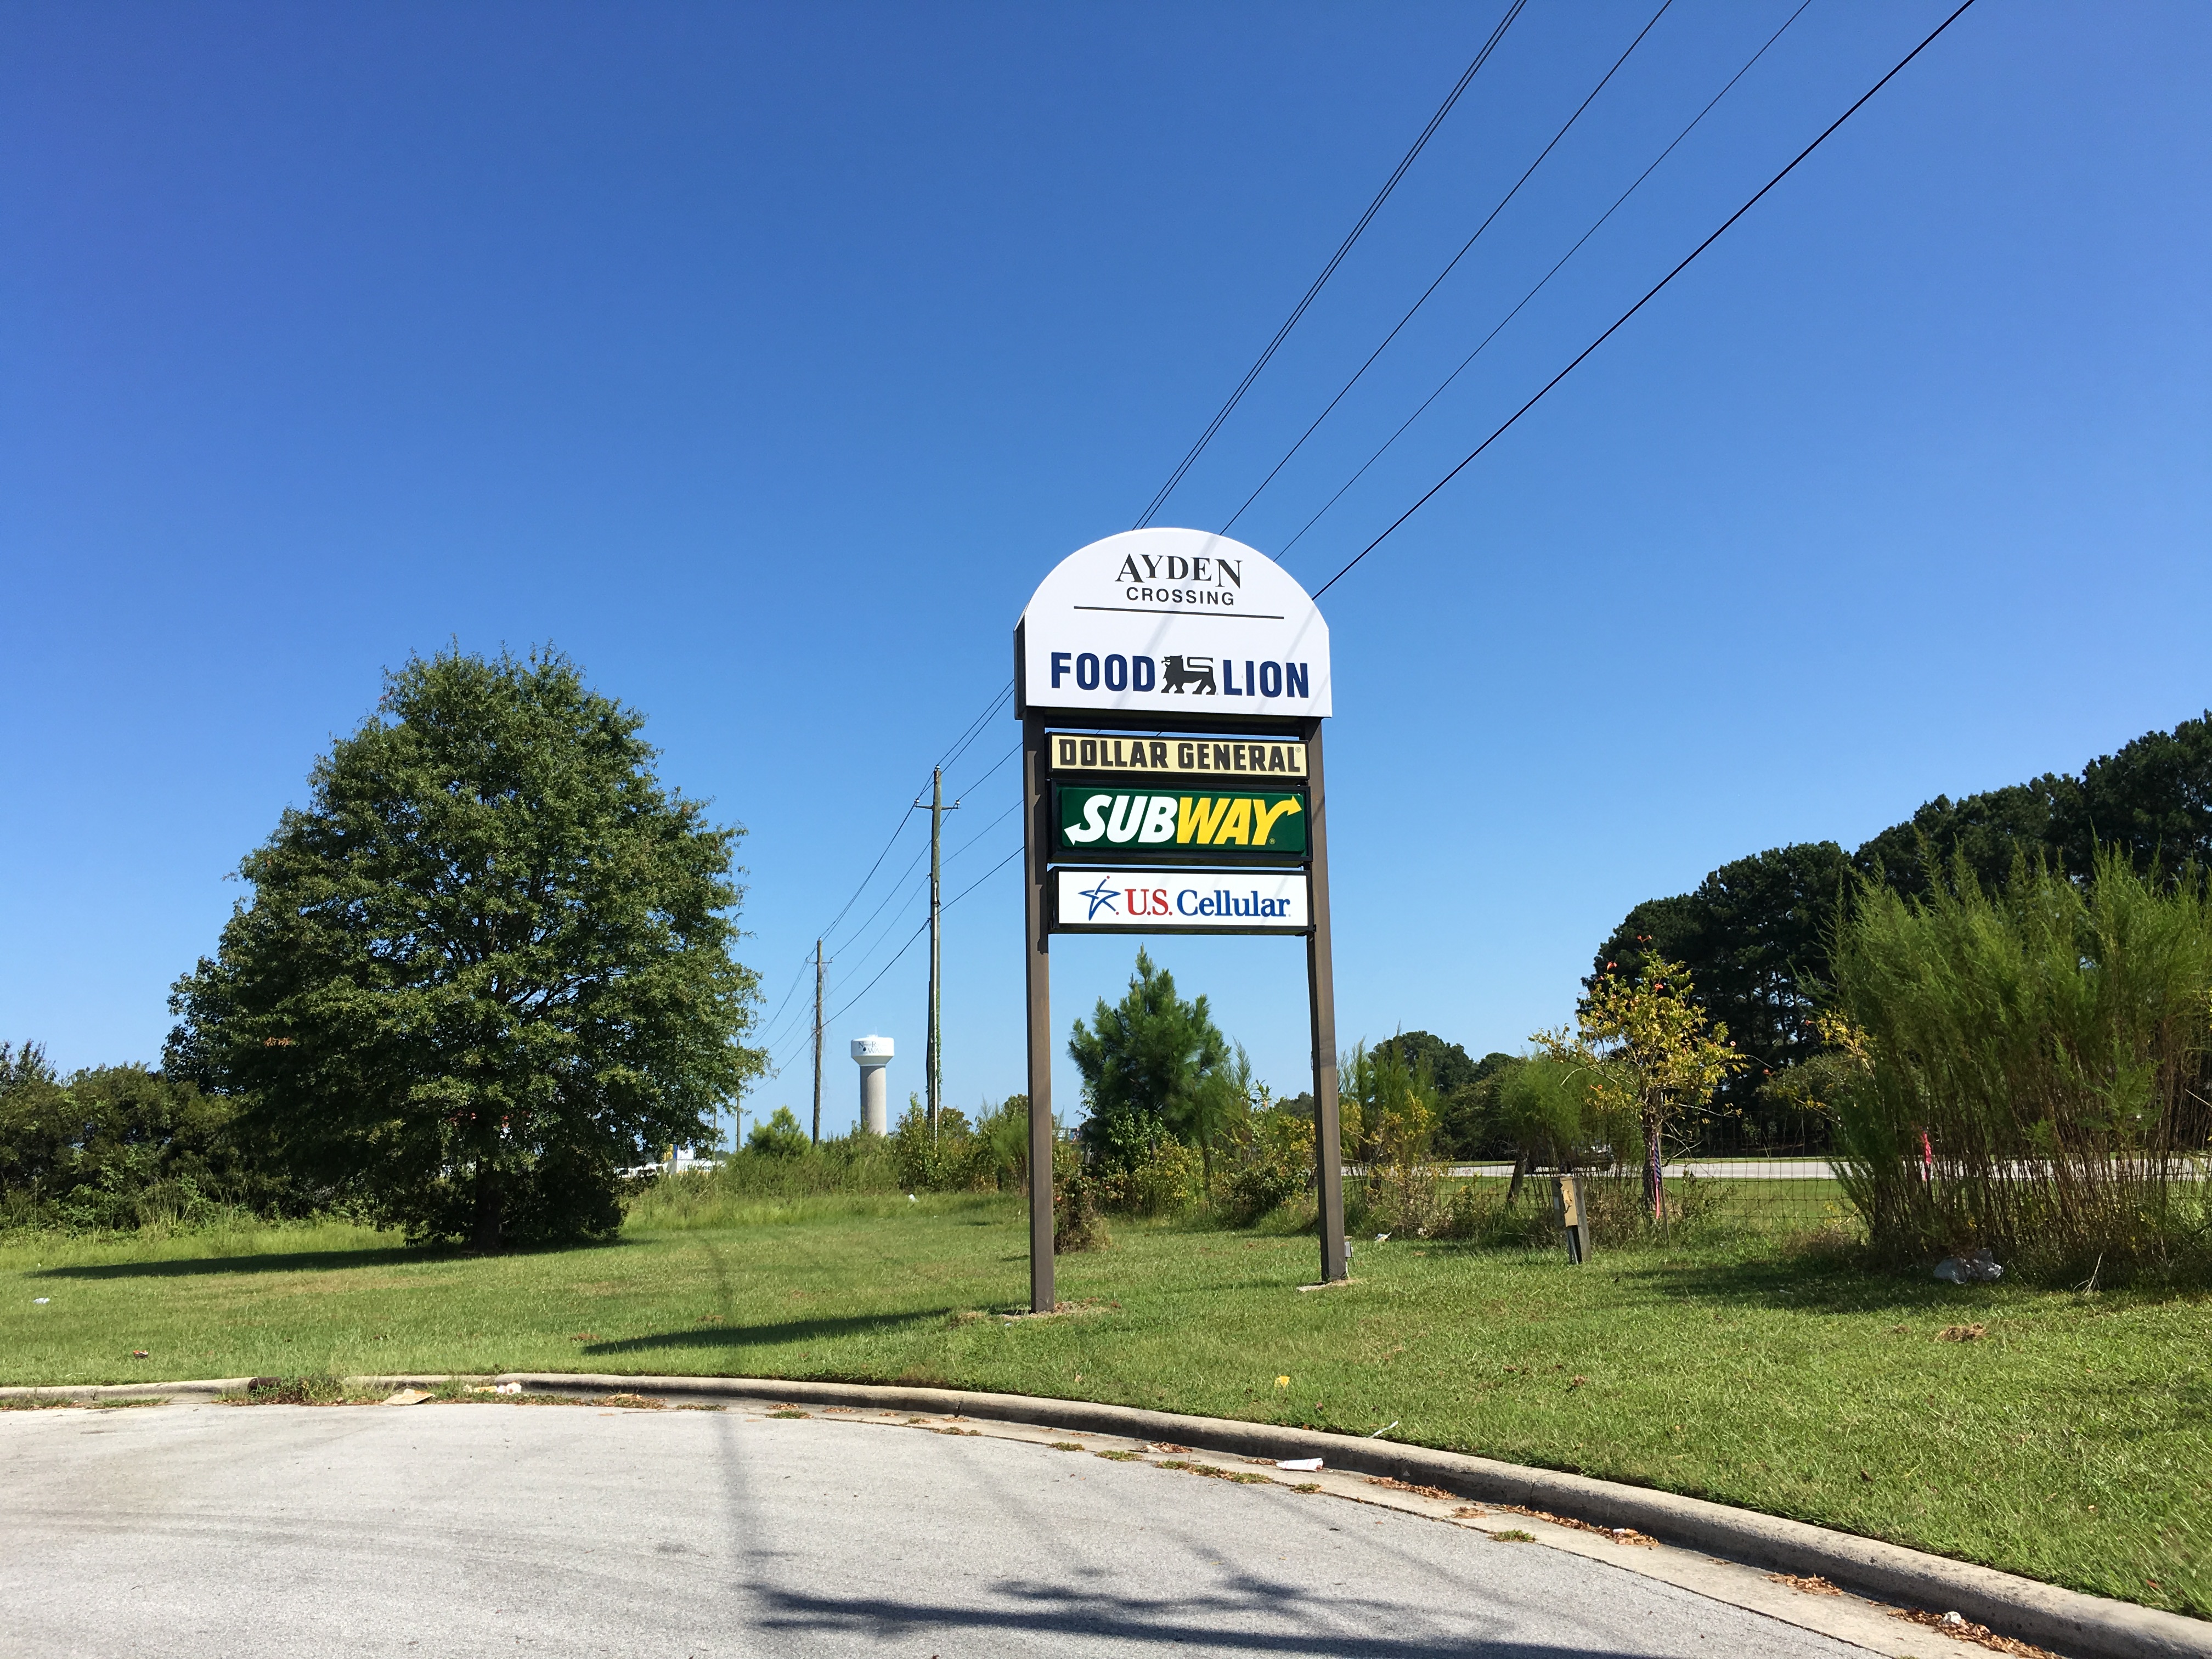 AYDEN
CROSSING
FOOD LION
DOLLAR GENERAL
SUBWAY
U.S. Cellular